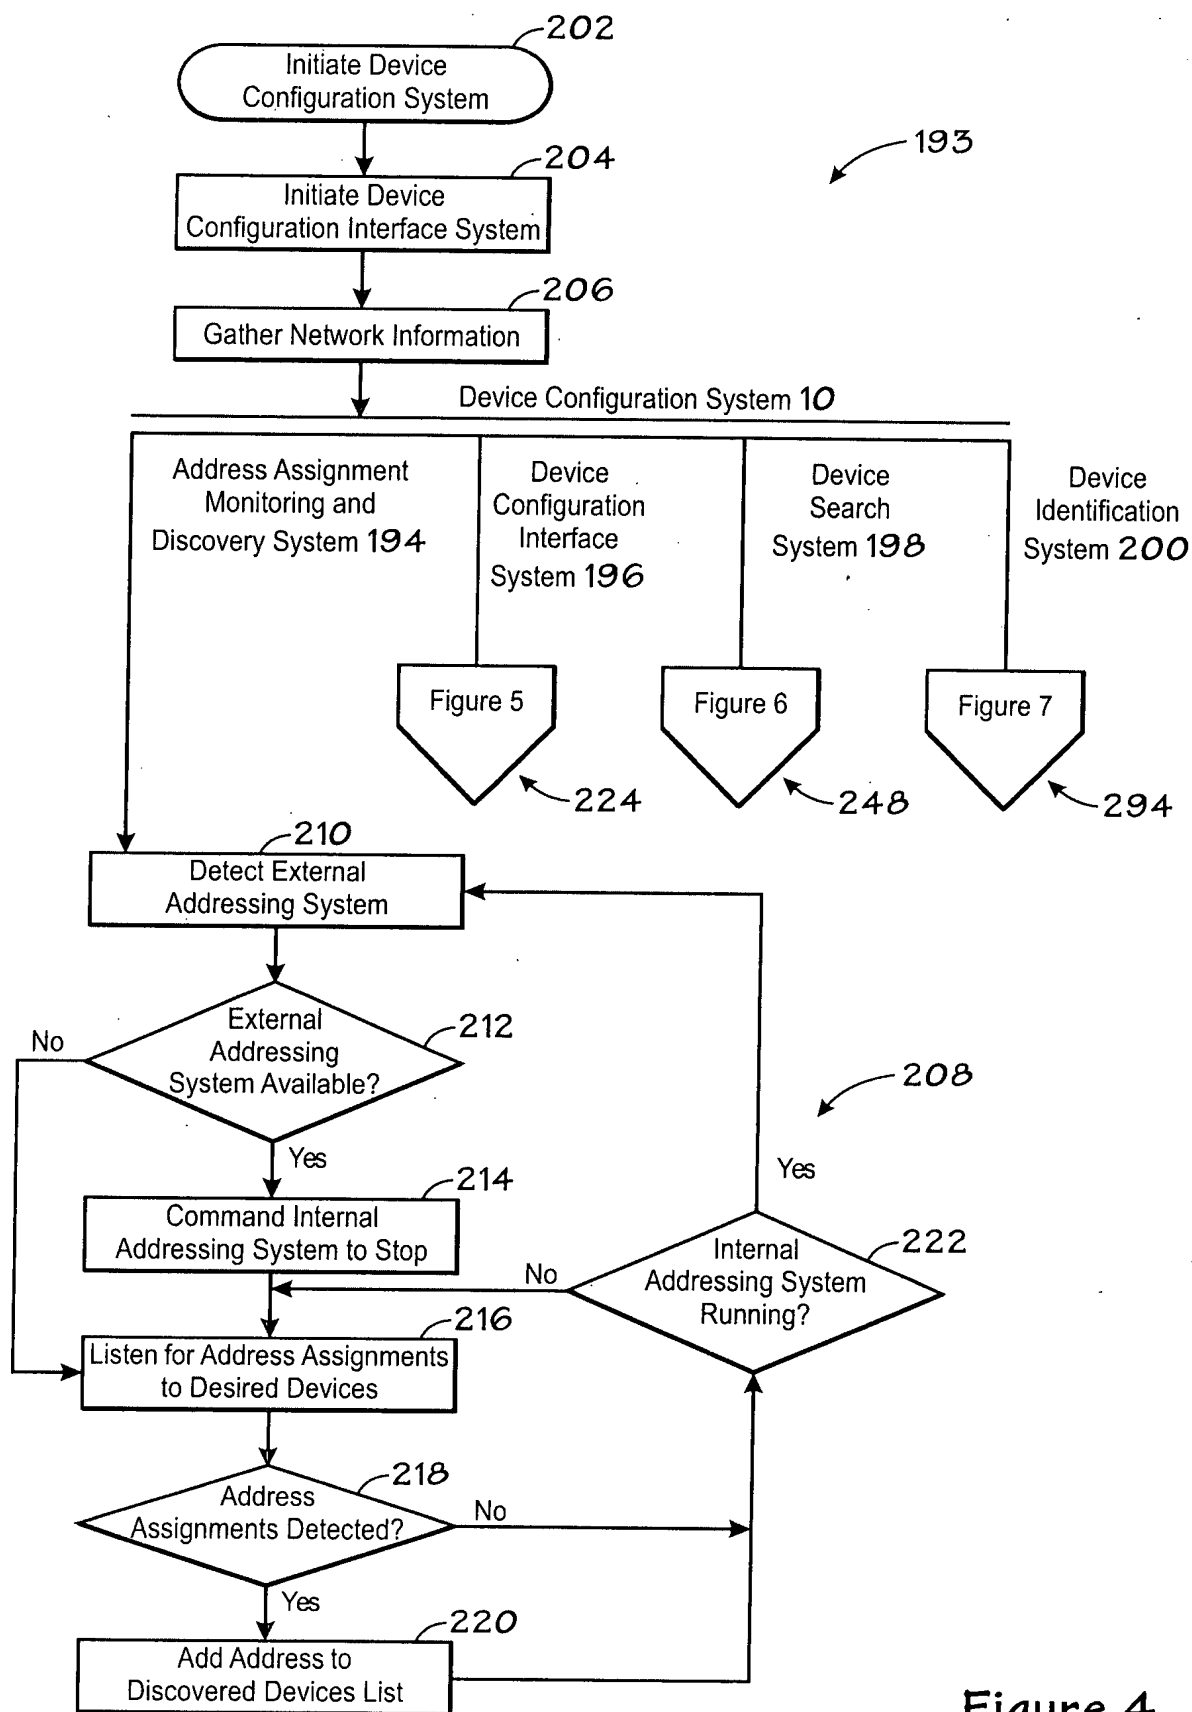 202
Initiate Device
Configuration System
193
204
Initiate Device
Configuration Interface System
206
Gather Network Information
Device Configuration System 10
Address Assignment
Monitoring and
Discovery System 194
Device
Configuration
Interface
System 196
Device
Search
System 198
Device
Identification
System 200
Figure 5
Figure 6
Figure 7
224
248
294
210
Detect External
Addressing System
212
External
Addressing
System Available?
No
208
Yes
Yes
214
Command Internal
Addressing System to Stop
222
Internal
Addressing System
Running?
No
216
Listen for Address Assignments
to Desired Devices
218
Address
Assignments Detected?
No
Yes
220
Add Address to
Discovered Devices List
Figure 4